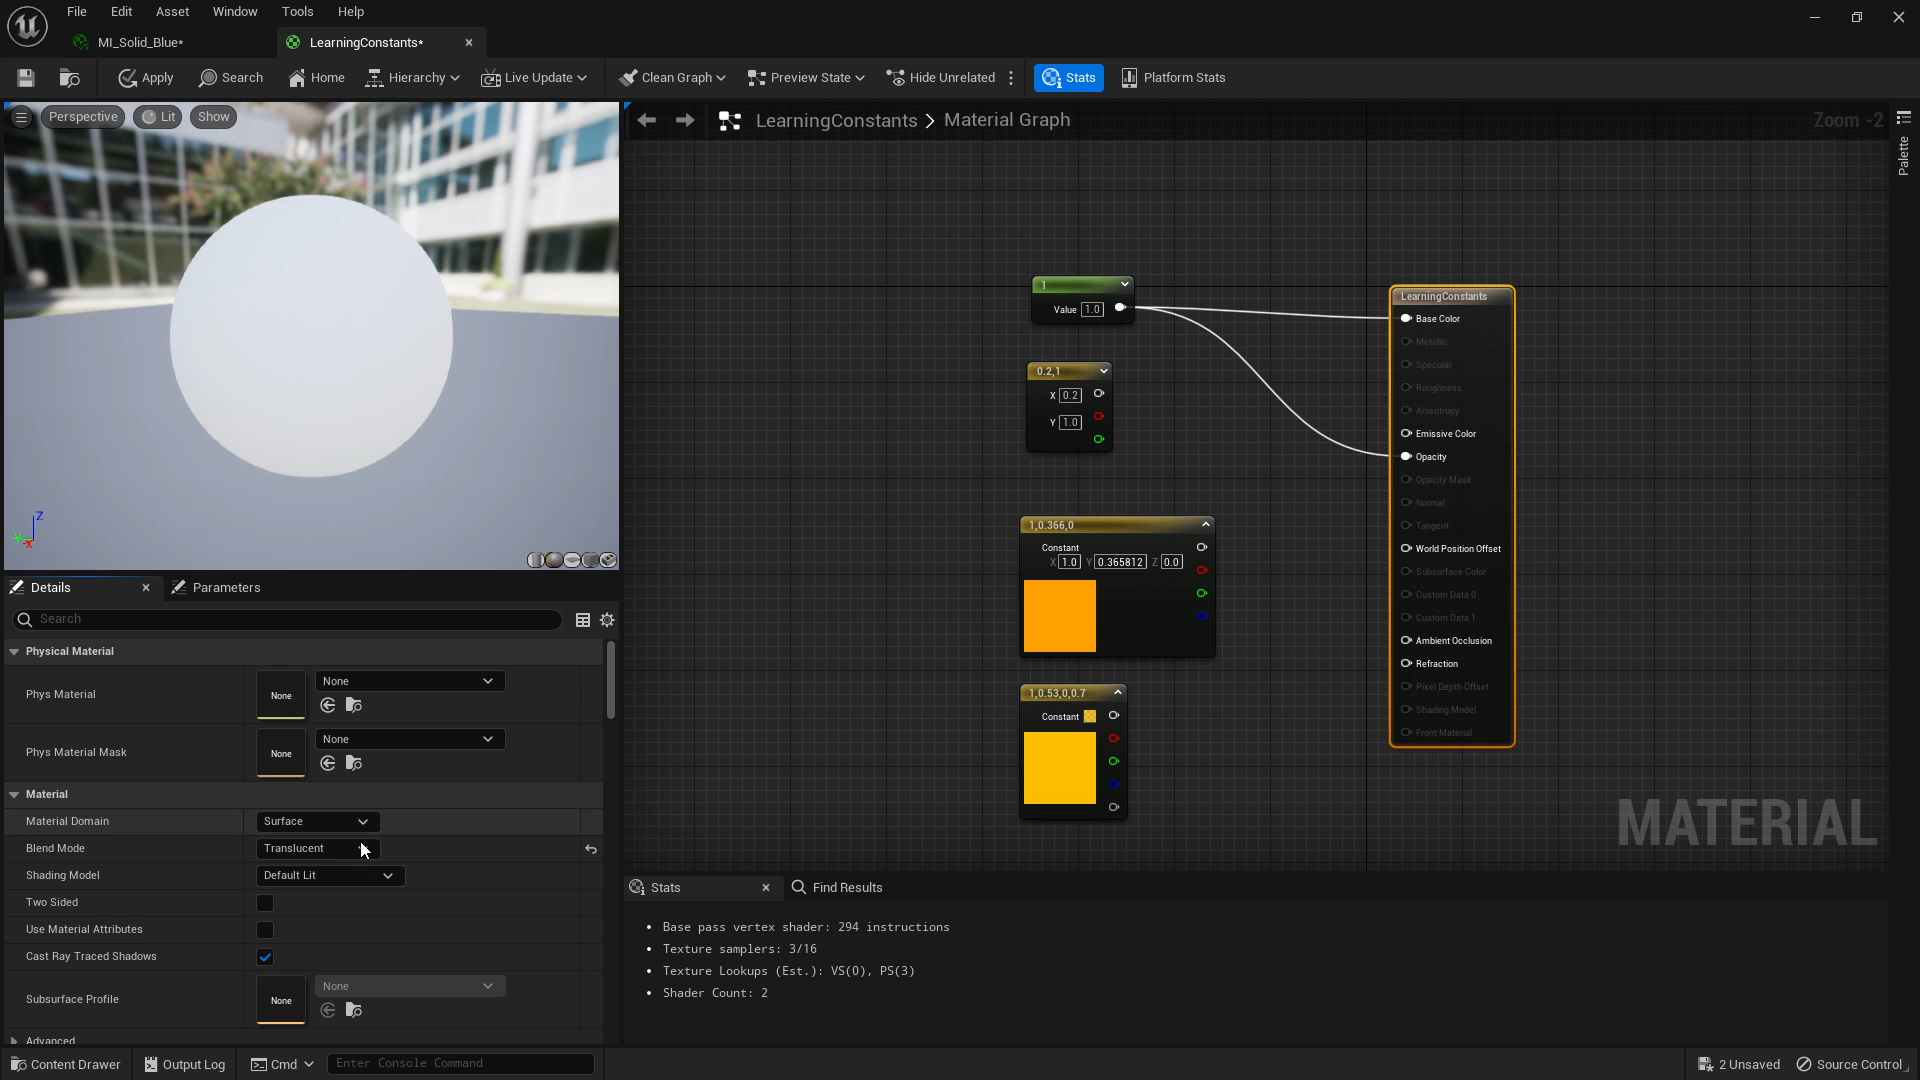 File Edit Asset Window Tools Help
MI_Solid_Blue* LearningConstants*
Apply Search Home Hierarchy Live Update Clean Graph Preview State Hide Unrelated Stats Platform Stats
Perspective Lit Show
LearningConstants > Material Graph Zoom -2
Palette
1
Value 1.0
0.2,1
X 0.2
Y 1.0
1,0.366,0
Constant
X 1.0 Y 0.365812 Z 0.0
1,0.53,0,0.7
Constant
LearningConstants
Base Color
Metallic
Specular
Roughness
Anisotropy
Emissive Color
Opacity
Opacity Mask
Normal
Tangent
World Position Offset
Subsurface Color
Custom Data 0
Custom Data 1
Ambient Occlusion
Refraction
Pixel Depth Offset
Shading Model
Front Material
MATERIAL
Z
Y
X
Details Parameters
Search
Physical Material
Phys Material None None
Phys Material Mask None None
Material
Material Domain Surface
Blend Mode Translucent
Shading Model Default Lit
Two Sided
Use Material Attributes
Cast Ray Traced Shadows
Subsurface Profile None None
Advanced
Stats Find Results
• Base pass vertex shader: 294 instructions
• Texture samplers: 3/16
• Texture Lookups (Est.): VS(0), PS(3)
• Shader Count: 2
Content Drawer Output Log Cmd Enter Console Command 2 Unsaved Source Control